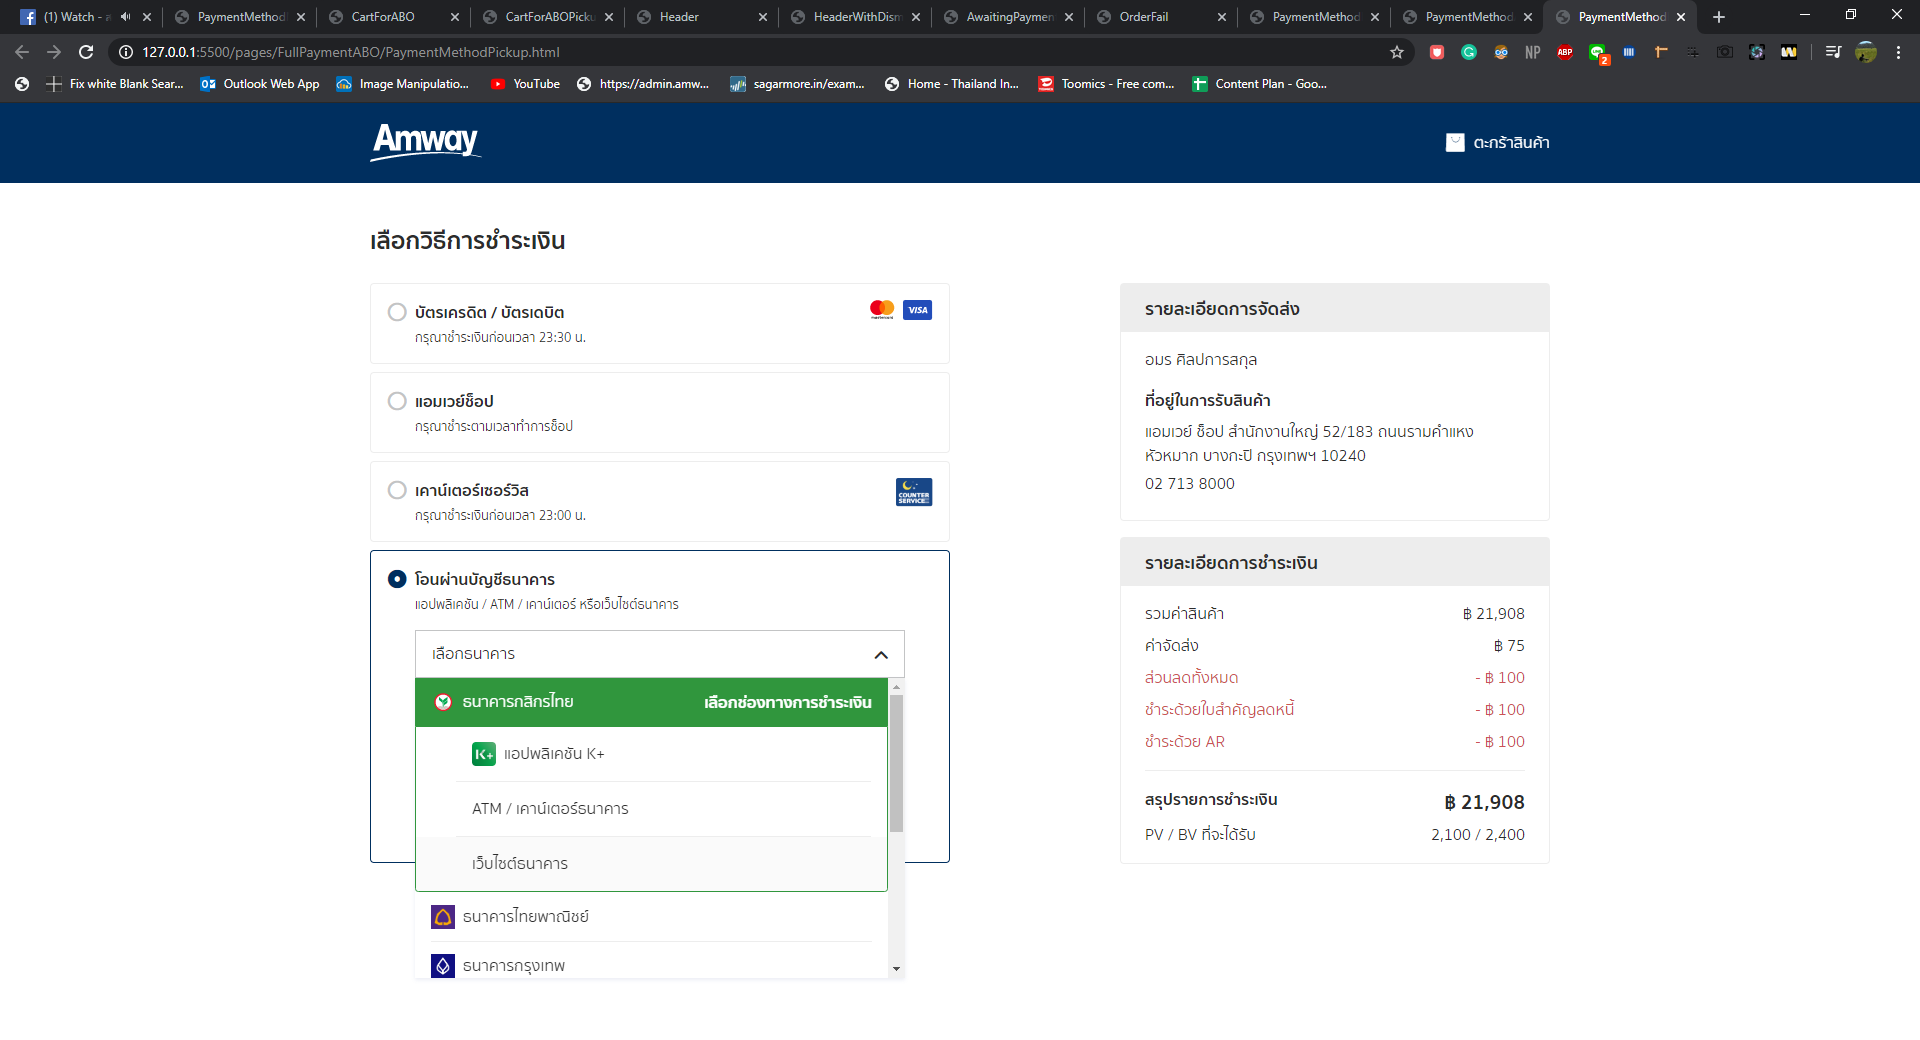 (1) Watch -
PaymentMethod
CartForABO
CartForABOPicku
Header
HeaderWithDism
AwaitingPaymen
OrderFail
PaymentMethod
PaymentMethod
PaymentMethod
127.0.0.1:5500/pages/FullPaymentABO/PaymentMethodPickup.html
NP
ABP
2
Fix white Blank Sear...
Outlook Web App
Image Manipulatio...
YouTube
https://admin.amw...
sagarmore.in/exam...
Home - Thailand In...
Toomics - Free com...
Content Plan - Goo...
Amway
ตะกร้าสินค้า
เลือกวิธีการชำระเงิน
บัตรเครดิต / บัตรเดบิต
VISA
กรุณาชำระเงินก่อนเวลา 23:30 น.
แอมเวย์ช็อป
กรุณาชำระตามเวลาทำการช็อป
เคาน์เตอร์เซอร์วิส
COUNTER SERVICE
กรุณาชำระเงินก่อนเวลา 23:00 น.
โอนผ่านบัญชีธนาคาร
แอปพลิเคชัน / ATM / เคาน์เตอร์ หรือเว็บไซต์ธนาคาร
เลือกธนาคาร
ธนาคารกสิกรไทย
เลือกช่องทางการชำระเงิน
K+
แอปพลิเคชัน K+
ATM / เคาน์เตอร์ธนาคาร
เว็บไซต์ธนาคาร
ธนาคารไทยพาณิชย์
ธนาคารกรุงเทพ
รายละเอียดการจัดส่ง
อมร ศิลปการสกุล
ที่อยู่ในการรับสินค้า
แอมเวย์ ช็อป สำนักงานใหญ่ 52/183 ถนนรามคำแหง
หัวหมาก บางกะปิ กรุงเทพฯ 10240
02 713 8000
รายละเอียดการชำระเงิน
รวมค่าสินค้า ฿ 21,908
ค่าจัดส่ง ฿ 75
ส่วนลดทั้งหมด - ฿ 100
ชำระด้วยใบสำคัญลดหนี้ - ฿ 100
ชำระด้วย AR - ฿ 100
สรุปรายการชำระเงิน ฿ 21,908
PV / BV ที่จะได้รับ 2,100 / 2,400